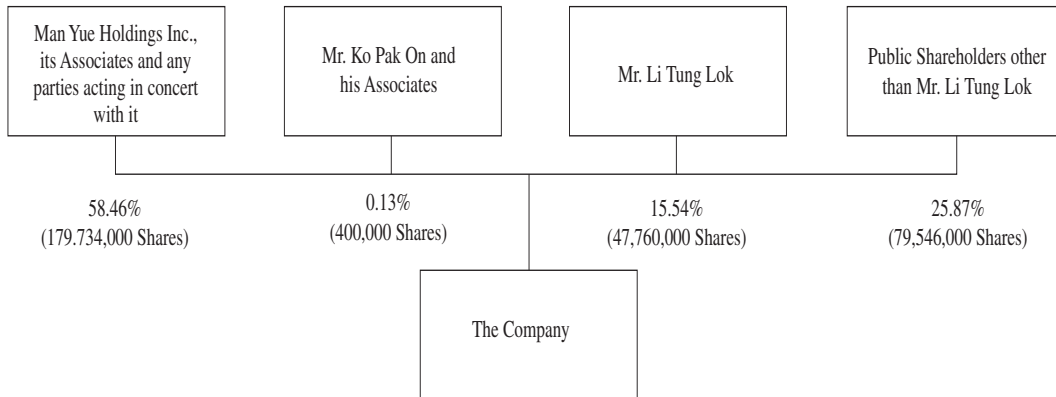 Man Yue Holdings Inc.,
its Associates and any
parties acting in concert
with it
Mr. Ko Pak On and
his Associates
Mr. Li Tung Lok
Public Shareholders other
than Mr. Li Tung Lok
58.46%
(179.734,000 Shares)
0.13%
(400,000 Shares)
15.54%
(47,760,000 Shares)
25.87%
(79,546,000 Shares)
The Company